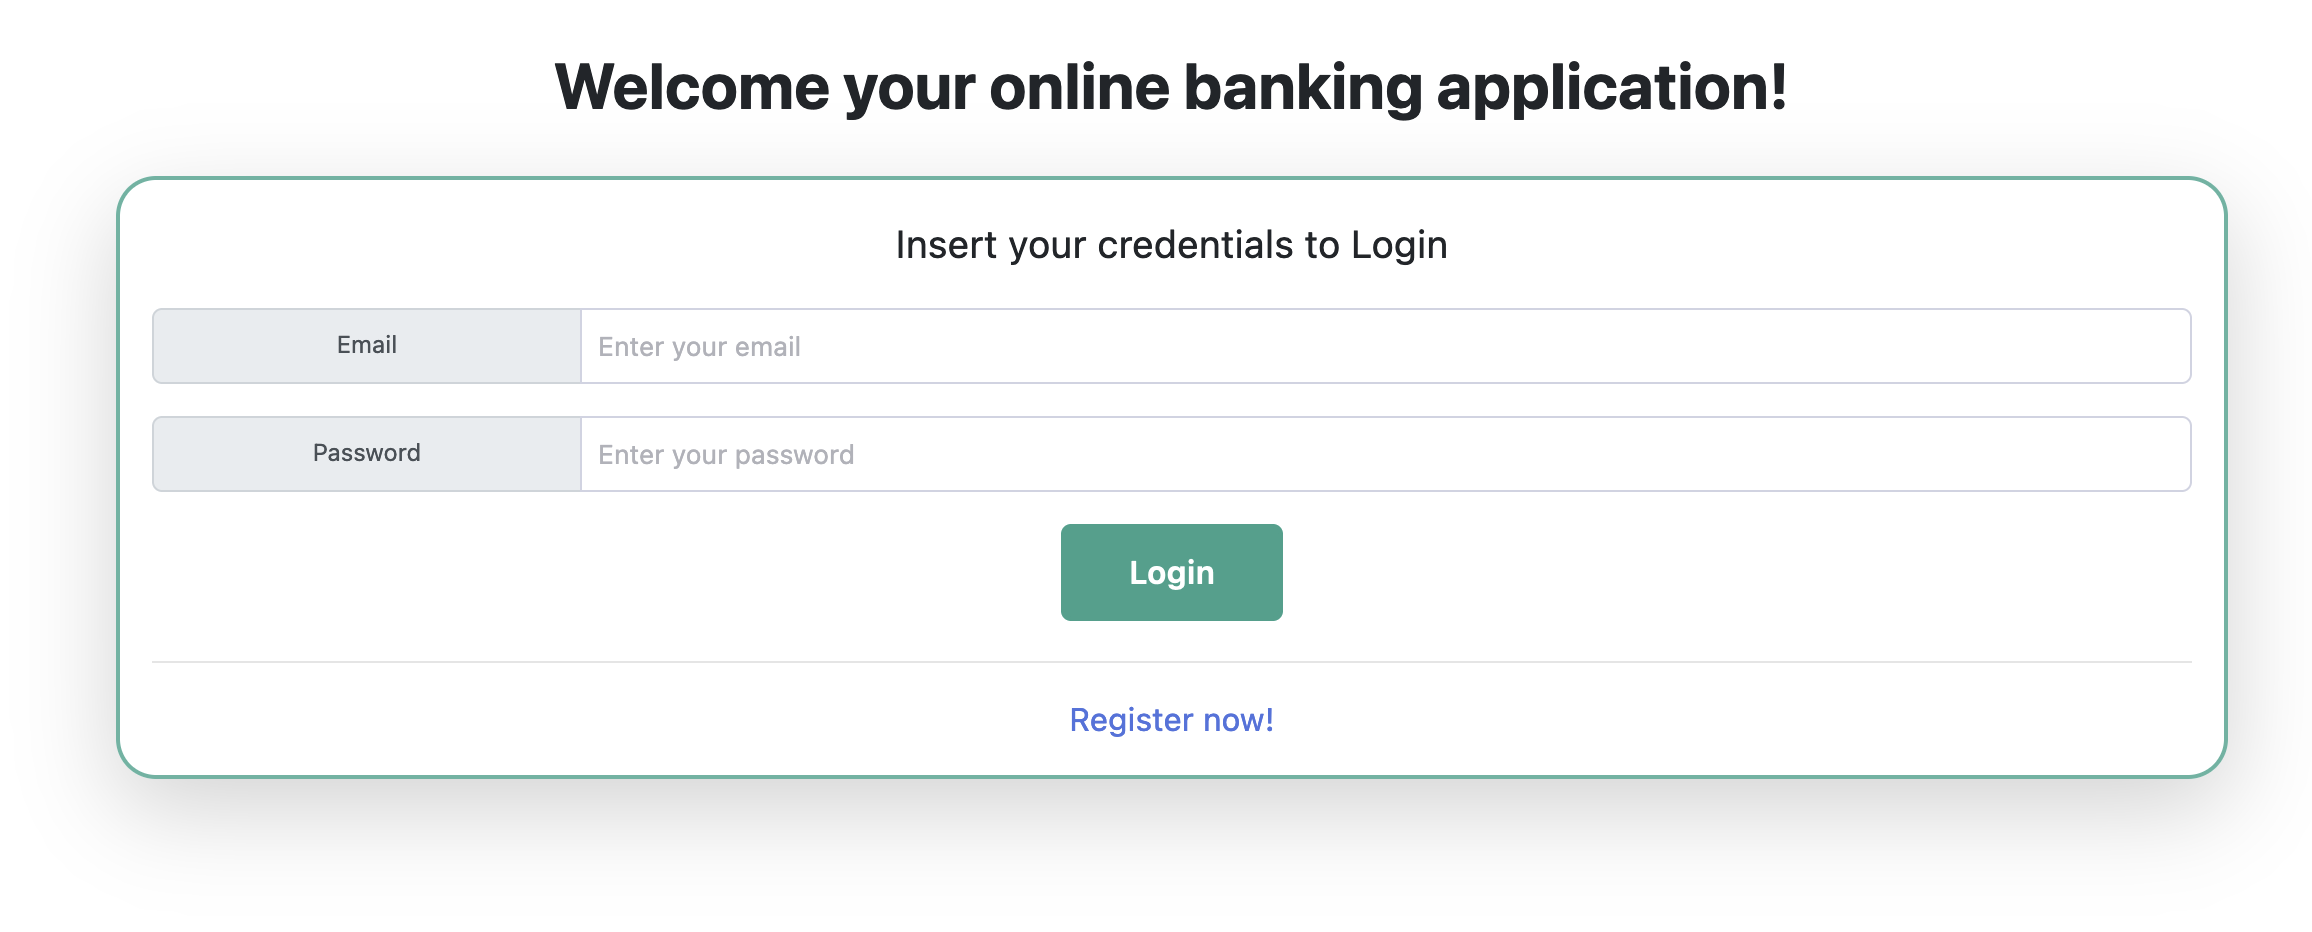 Welcome your online banking application!
Insert your credentials to Login
Email
Enter your email
Password
Enter your password
Login
Register now!